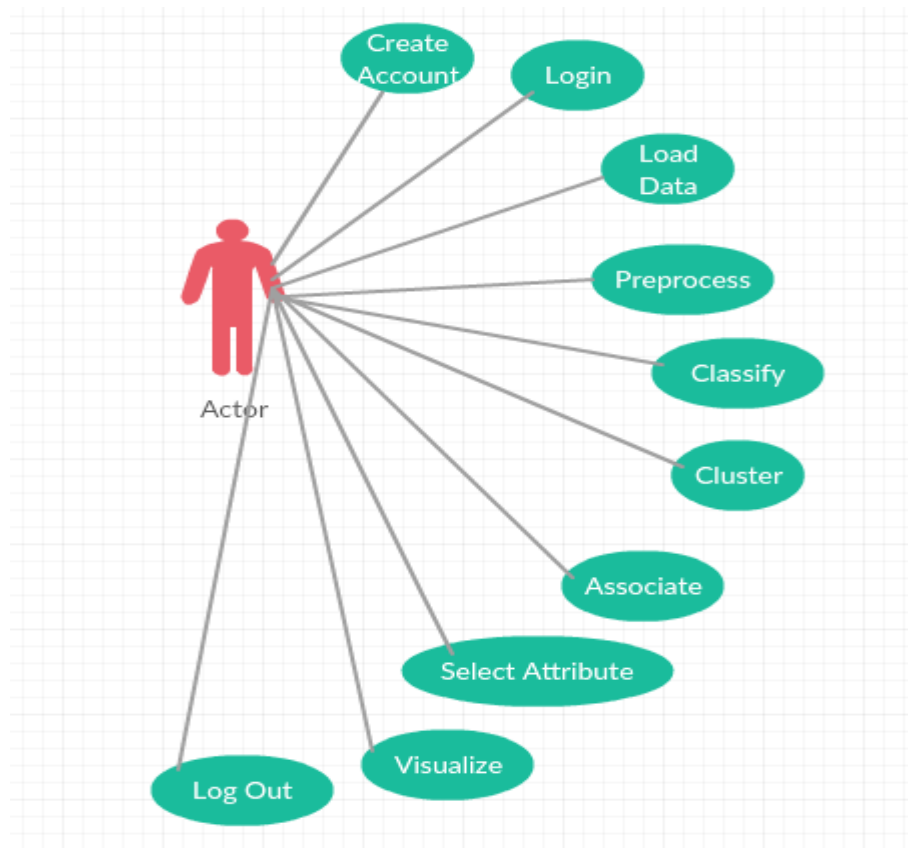 Create
Account
Login
Load
Data
Preprocess
Classify
Actor
Cluster
Associate
Select Attribute
Visualize
Log Out